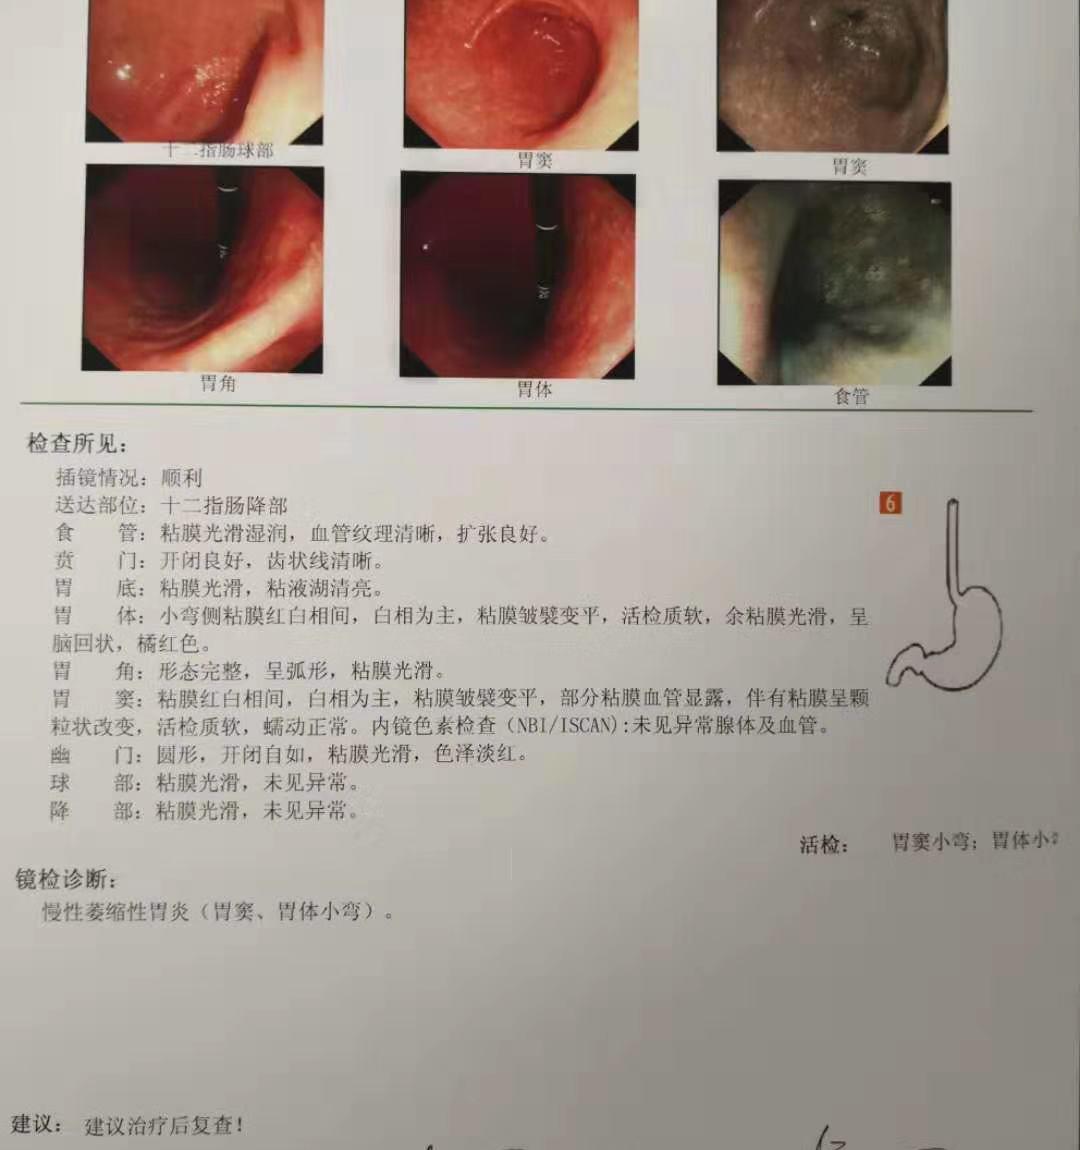 十二指肠球部
胃窦
胃窦
胃角
胃体
食管
检查所见：
插镜情况：顺利
送达部位：十二指肠降部
食 管：粘膜光滑湿润，血管纹理清晰，扩张良好。
贲 门：开闭良好，齿状线清晰。
胃 底：粘膜光滑，粘液湖清亮。
胃 体：小弯侧粘膜红白相间，白相为主，粘膜皱襞变平，活检质软，余粘膜光滑，呈
脑回状，橘红色。
胃 角：形态完整，呈弧形，粘膜光滑。
胃 窦：粘膜红白相间，白相为主，粘膜皱襞变平，部分粘膜血管显露，伴有粘膜呈颗
粒状改变，活检质软，蠕动正常。内镜色素检查（NBI/ISCAN）:未见异常腺体及血管。
幽 门：圆形，开闭自如，粘膜光滑，色泽淡红。
球 部：粘膜光滑，未见异常。
降 部：粘膜光滑，未见异常。
6
活检： 胃窦小弯；胃体小
镜检诊断：
慢性萎缩性胃炎（胃窦、胃体小弯）。
建议： 建议治疗后复查！